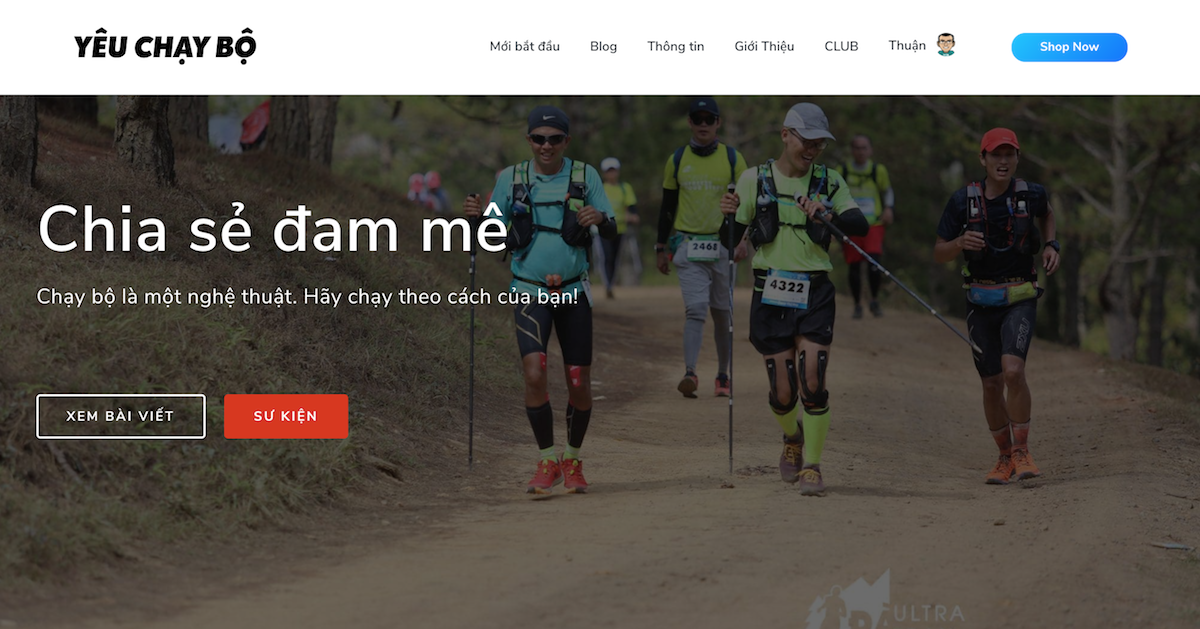 YÊU CHẠY BỘ
Mới bắt đầu Blog Thông tin Giới Thiệu CLUB Thuận Shop Now
Chia sẻ đam mê
Chạy bộ là một nghệ thuật. Hãy chạy theo cách của bạn!
XEM BÀI VIẾT SỰ KIỆN
2468
4322
ULTRA